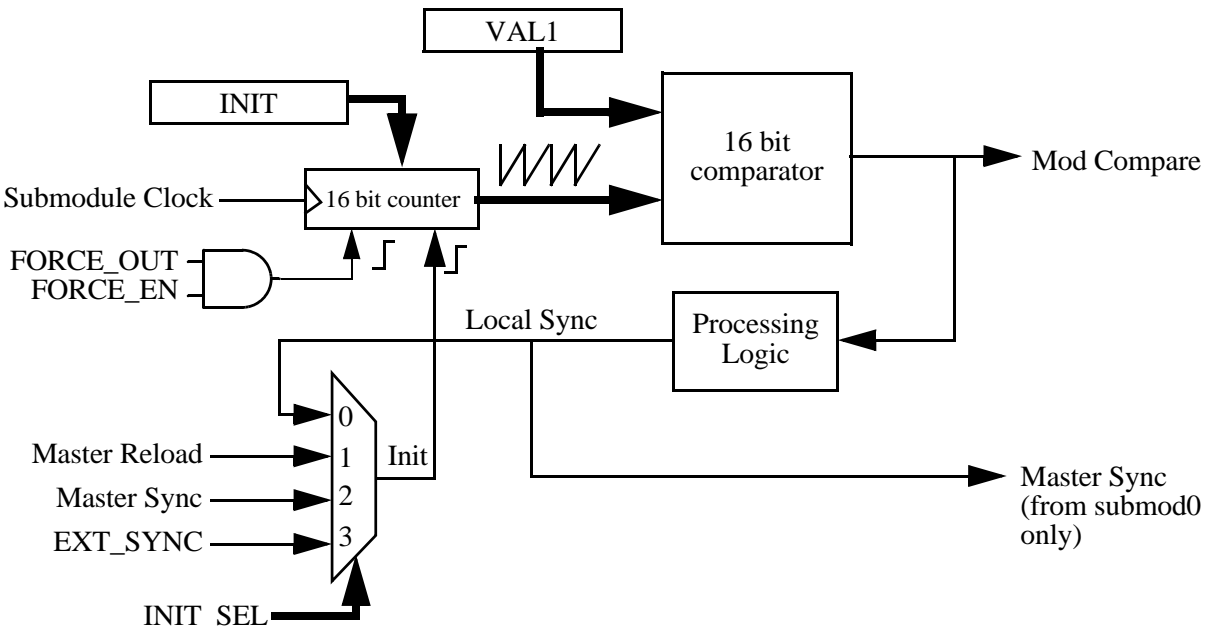 VAL1
INIT
16 bit
comparator
Mod Compare
Submodule Clock
16 bit counter
FORCE_OUT
FORCE_EN
Local Sync
Processing
Logic
0
Master Reload
1
Init
Master Sync
2
EXT_SYNC
3
Master Sync
(from submod0
only)
INIT_SEL